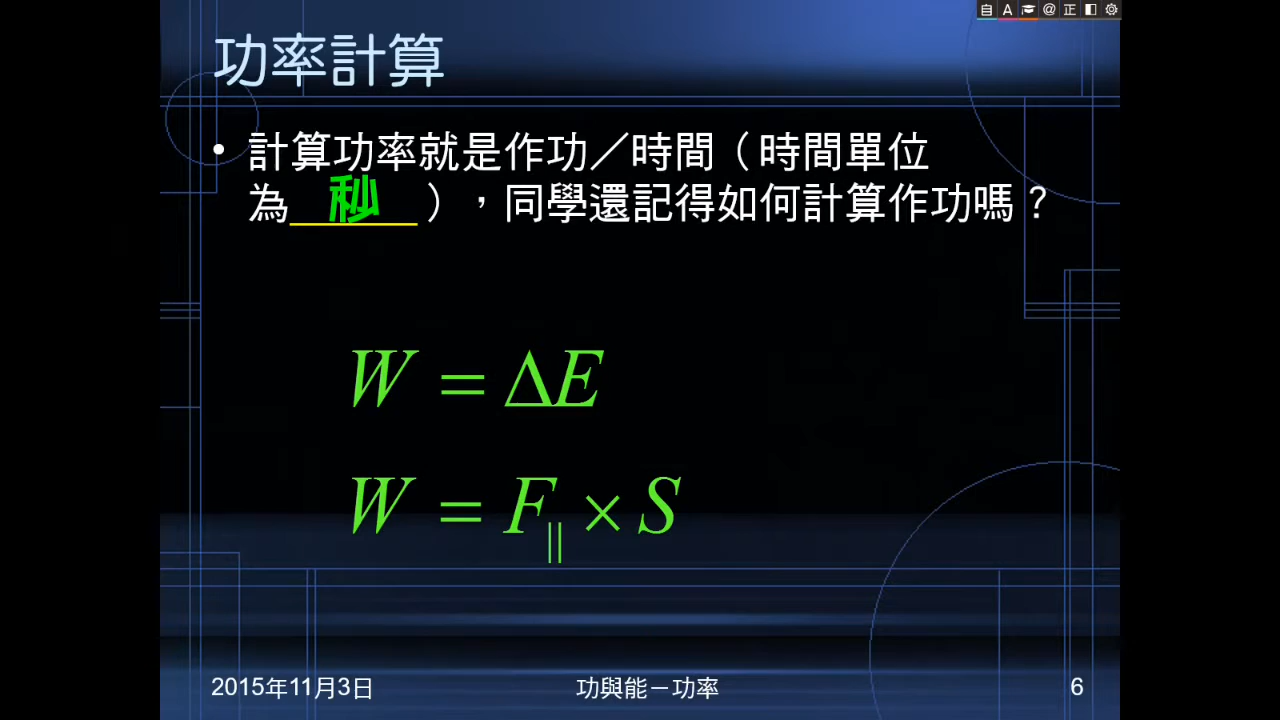 自 A @ 正
功率計算
• 計算功率就是作功／時間（時間單位
為 秒 ），同學還記得如何計算作功嗎？
W = ΔE
W = F∥ × S
2015年11月3日 功與能－功率 6